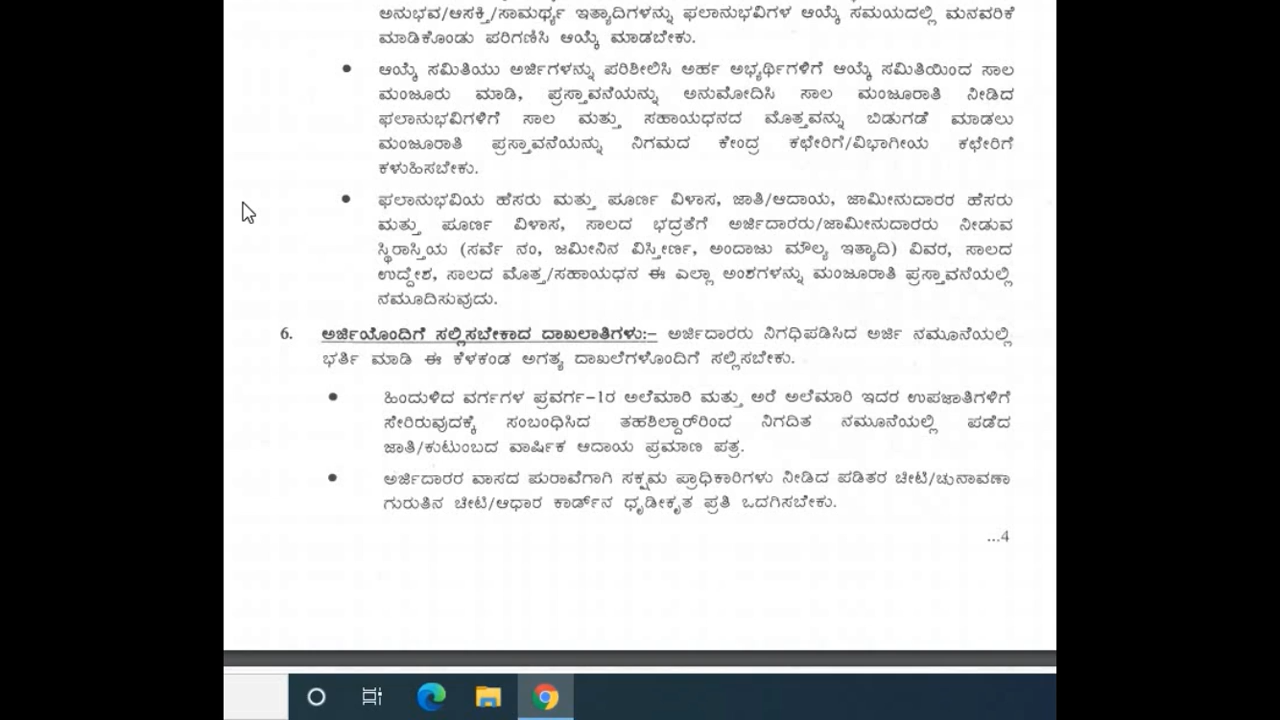 ಅನುಭವ/ಆಸಕ್ತಿ/ಸಾಮರ್ಥ್ಯ ಇತ್ಯಾದಿಗಳನ್ನು ಫಲಾನುಭವಿಗಳ ಆಯ್ಕೆ ಸಮಯದಲ್ಲಿ ಮನವರಿಕೆ
ಮಾಡಿಕೊಂಡು ಪರಿಗಣಿಸಿ ಆಯ್ಕೆ ಮಾಡಬೇಕು.
• ಆಯ್ಕೆ ಸಮಿತಿಯು ಅರ್ಜಿಗಳನ್ನು ಪರಿಶೀಲಿಸಿ ಅರ್ಹ ಅಭ್ಯರ್ಥಿಗಳಿಗೆ ಆಯ್ಕೆ ಸಮಿತಿಯಿಂದ ಸಾಲ
ಮಂಜೂರು ಮಾಡಿ, ಪ್ರಸ್ತಾವನೆಯನ್ನು ಅನುಮೋದಿಸಿ ಸಾಲ ಮಂಜೂರಾತಿ ನೀಡಿದ
ಫಲಾನುಭವಿಗಳಿಗೆ ಸಾಲ ಮತ್ತು ಸಹಾಯಧನದ ಮೊತ್ತವನ್ನು ಬಿಡುಗಡೆ ಮಾಡಲು
ಮಂಜೂರಾತಿ ಪ್ರಸ್ತಾವನೆಯನ್ನು ನಿಗಮದ ಕೇಂದ್ರ ಕಛೇರಿಗೆ/ವಿಭಾಗೀಯ ಕಛೇರಿಗೆ
ಕಳುಹಿಸಬೇಕು.
• ಫಲಾನುಭವಿಯ ಹೆಸರು ಮತ್ತು ಪೂರ್ಣ ವಿಳಾಸ, ಜಾತಿ/ಆದಾಯ, ಜಾಮೀನುದಾರರ ಹೆಸರು
ಮತ್ತು ಪೂರ್ಣ ವಿಳಾಸ, ಸಾಲದ ಭದ್ರತೆಗೆ ಅರ್ಜಿದಾರರು/ಜಾಮೀನುದಾರರು ನೀಡುವ
ಸ್ಥಿರಾಸ್ತಿಯ (ಸರ್ವೆ ನಂ, ಜಮೀನಿನ ವಿಸ್ತೀರ್ಣ, ಅಂದಾಜು ಮೌಲ್ಯ ಇತ್ಯಾದಿ) ವಿವರ, ಸಾಲದ
ಉದ್ದೇಶ, ಸಾಲದ ಮೊತ್ತ/ಸಹಾಯಧನ ಈ ಎಲ್ಲಾ ಅಂಶಗಳನ್ನು ಮಂಜೂರಾತಿ ಪ್ರಸ್ತಾವನೆಯಲ್ಲಿ
ನಮೂದಿಸುವುದು.
6. ಅರ್ಜಿಯೊಂದಿಗೆ ಸಲ್ಲಿಸಬೇಕಾದ ದಾಖಲಾತಿಗಳು:- ಅರ್ಜಿದಾರರು ನಿಗಧಿಪಡಿಸಿದ ಅರ್ಜಿ ನಮೂನೆಯಲ್ಲಿ
ಭರ್ತಿ ಮಾಡಿ ಈ ಕೆಳಕಂಡ ಅಗತ್ಯ ದಾಖಲೆಗಳೊಂದಿಗೆ ಸಲ್ಲಿಸಬೇಕು.
• ಹಿಂದುಳಿದ ವರ್ಗಗಳ ಪ್ರವರ್ಗ-1ರ ಅಲೆಮಾರಿ ಮತ್ತು ಅರೆ ಅಲೆಮಾರಿ ಇದರ ಉಪಜಾತಿಗಳಿಗೆ
ಸೇರಿರುವುದಕ್ಕೆ ಸಂಬಂಧಿಸಿದ ತಹಶಿಲ್ದಾರ್‌ರಿಂದ ನಿಗದಿತ ನಮೂನೆಯಲ್ಲಿ ಪಡೆದ
ಜಾತಿ/ಕುಟುಂಬದ ವಾರ್ಷಿಕ ಆದಾಯ ಪ್ರಮಾಣ ಪತ್ರ.
• ಅರ್ಜಿದಾರರ ವಾಸದ ಪುರಾವೆಗಾಗಿ ಸಕ್ಷಮ ಪ್ರಾಧಿಕಾರಿಗಳು ನೀಡಿದ ಪಡಿತರ ಚೀಟಿ/ಚುನಾವಣಾ
ಗುರುತಿನ ಚೀಟಿ/ಆಧಾರ ಕಾರ್ಡ್‌ನ ಧೃಡೀಕೃತ ಪ್ರತಿ ಒದಗಿಸಬೇಕು.
...4